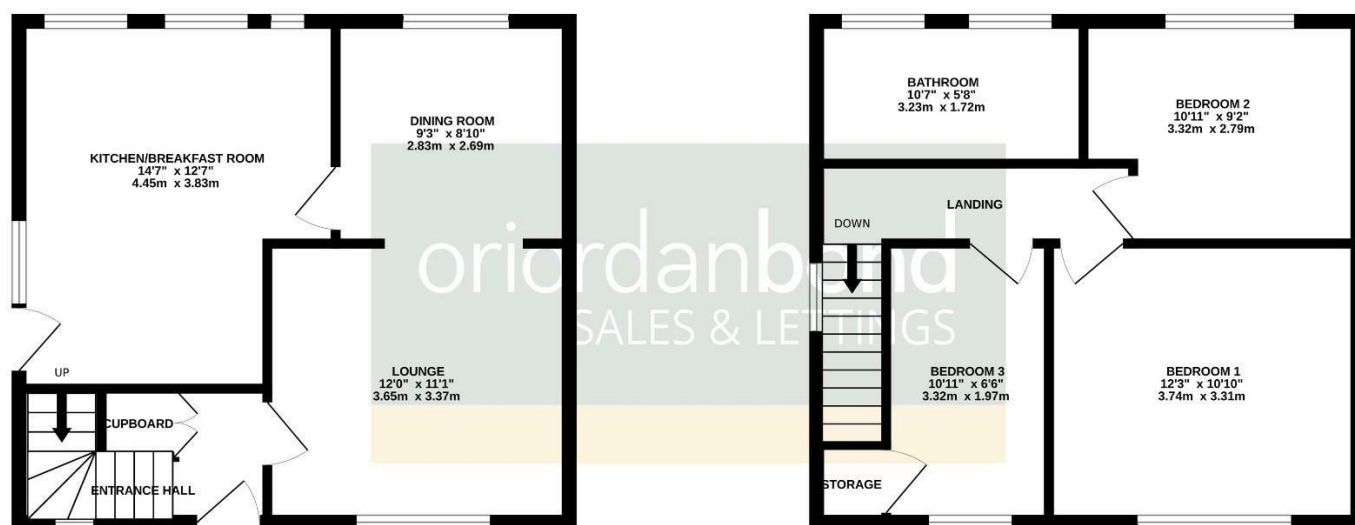 KITCHEN/BREAKFAST ROOM
14'7" x 12'7"
4.45m x 3.83m
DINING ROOM
9'3" x 8'10"
2.83m x 2.69m
UP
CUPBOARD
ENTRANCE HALL
LOUNGE
12'0" x 11'1"
3.65m x 3.37m
oriordanbond
SALES & LETTINGS
BATHROOM
10'7" x 5'8"
3.23m x 1.72m
BEDROOM 2
10'11" x 9'2"
3.32m x 2.79m
LANDING
DOWN
BEDROOM 3
10'11" x 6'6"
3.32m x 1.97m
BEDROOM 1
12'3" x 10'10"
3.74m x 3.31m
STORAGE